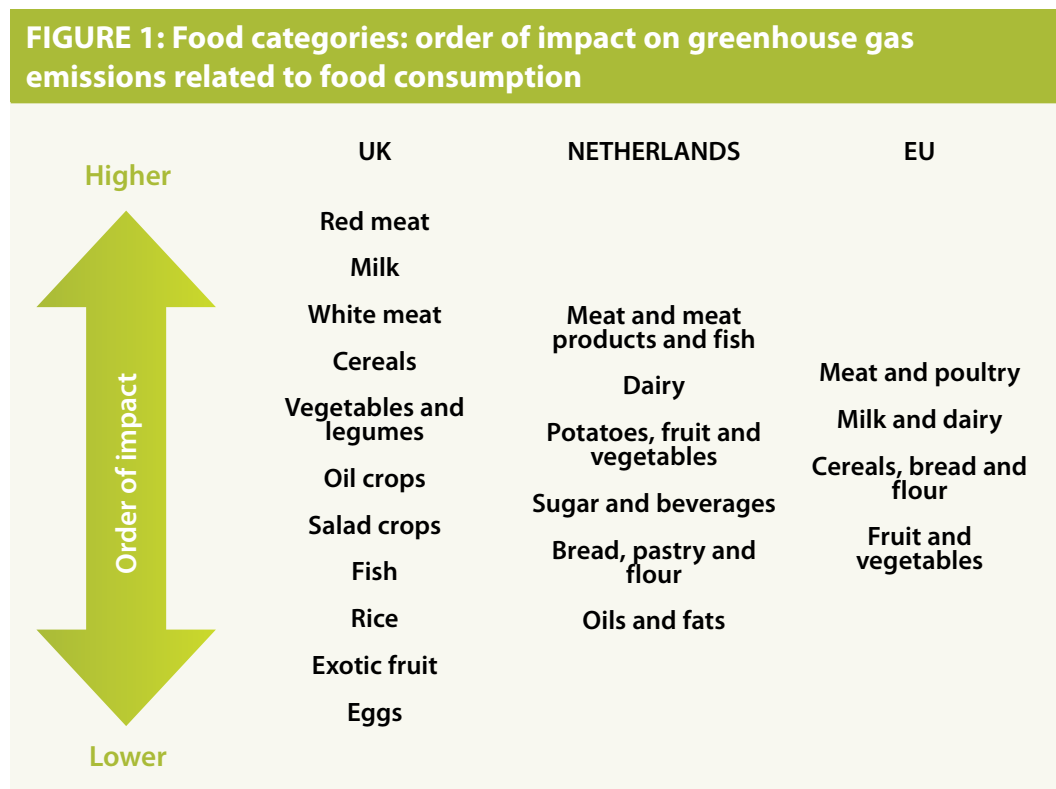 FIGURE 1: Food categories: order of impact on greenhouse gas
emissions related to food consumption
Higher
Order of impact
Lower
UK
Red meat
Milk
White meat
Cereals
Vegetables and
legumes
Oil crops
Salad crops
Fish
Rice
Exotic fruit
Eggs
NETHERLANDS
Meat and meat
products and fish
Dairy
Potatoes, fruit and
vegetables
Sugar and beverages
Bread, pastry and
flour
Oils and fats
EU
Meat and poultry
Milk and dairy
Cereals, bread and
flour
Fruit and
vegetables